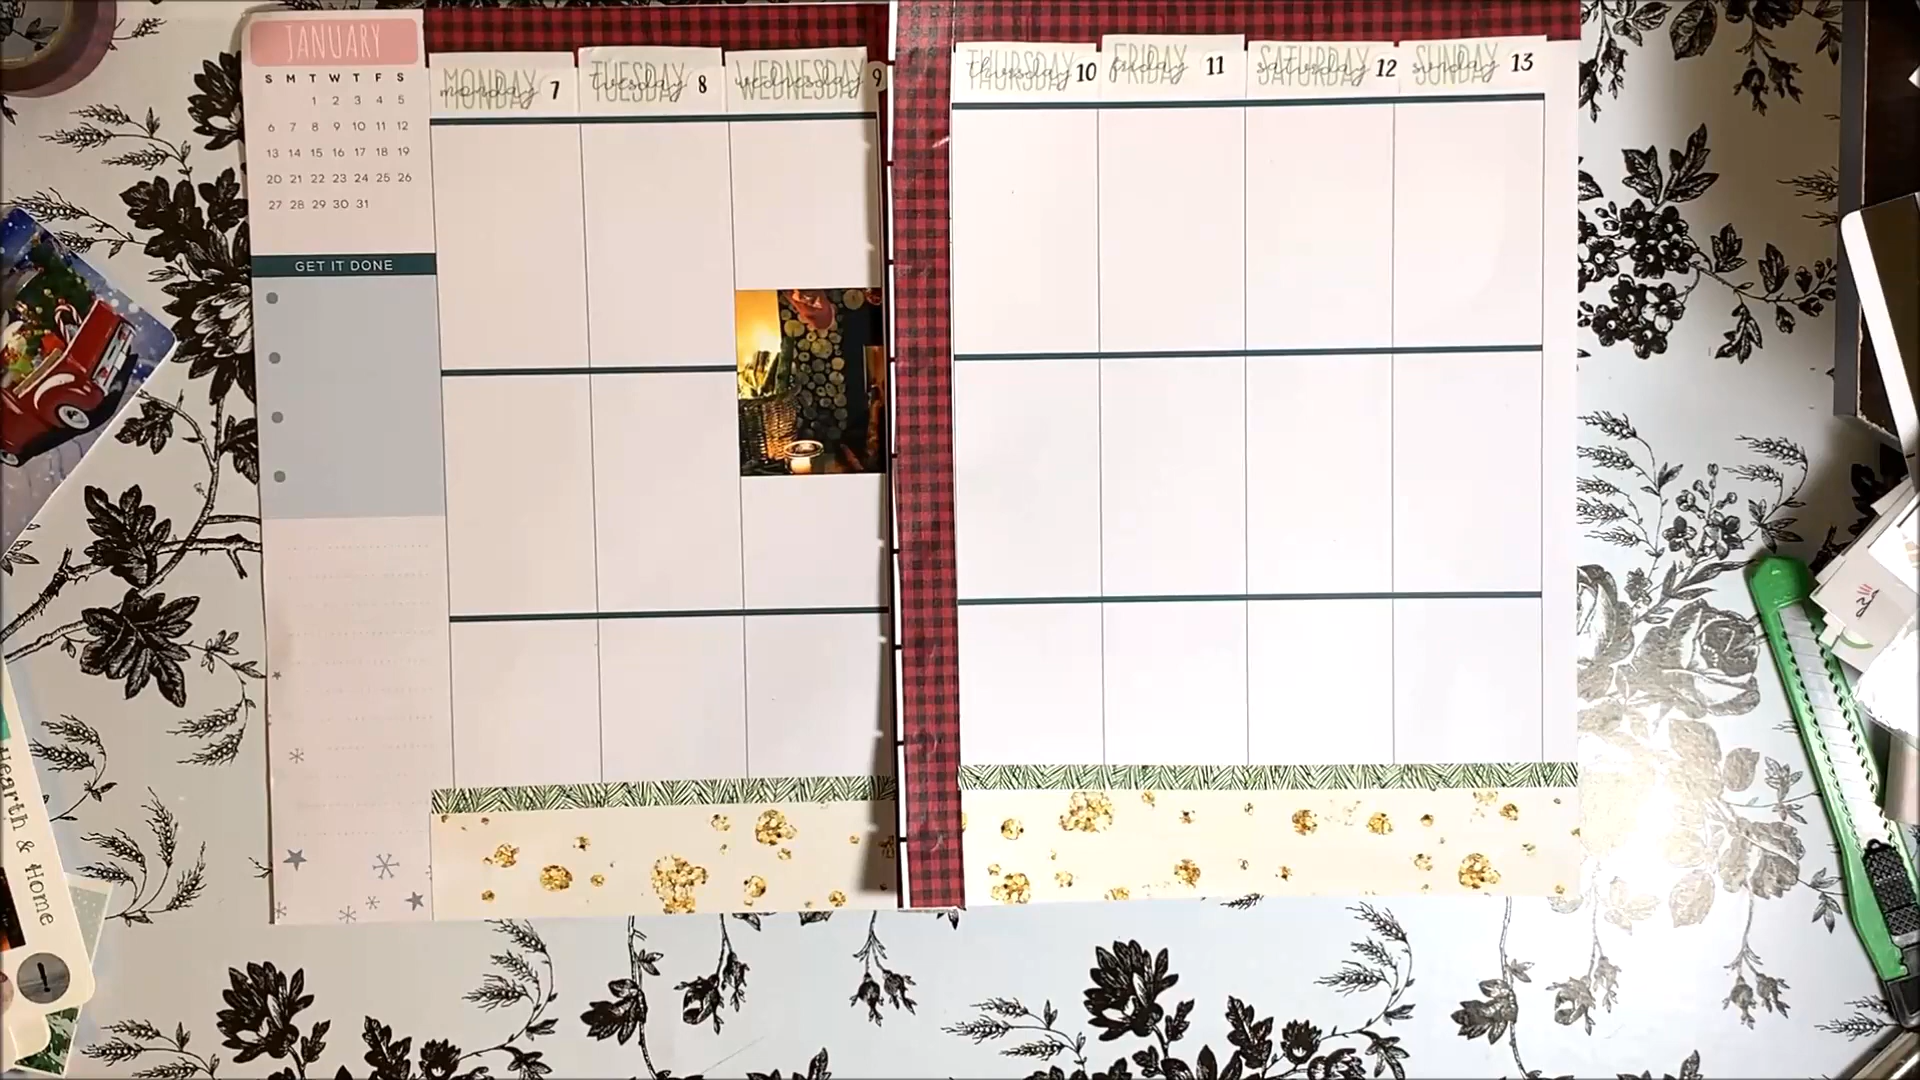 JANUARY
S M T W T F S
1 2 3 4 5
6 7 8 9 10 11 12
13 14 15 16 17 18 19
20 21 22 23 24 25 26
27 28 29 30 31
GET IT DONE
MONDAY monday 7
TUESDAY tuesday 8
WEDNESDAY wednesday 9
THURSDAY thursday 10
FRIDAY friday 11
SATURDAY saturday 12
SUNDAY sunday 13
Hearth & Home